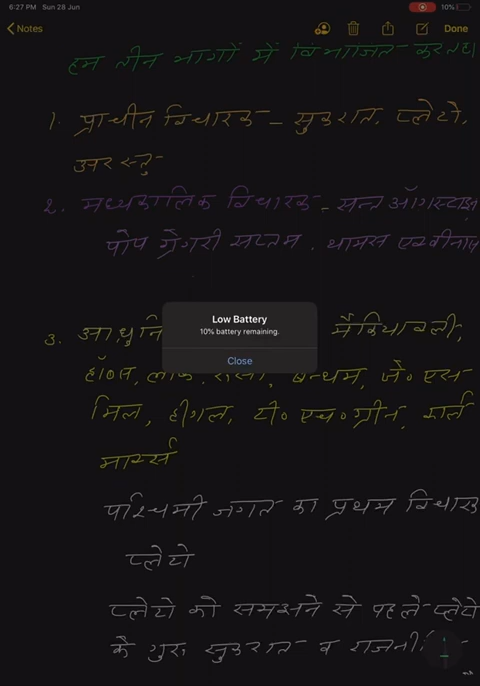 6:27 PM Sun 28 Jun
10%
Notes
Done
हम तीन भागों में विभाजित करते है।
1. प्राचीन विचारक – सुकरात, प्लेटो,
अरस्तु
2. मध्यकालिक विचारक – सन्त ऑगस्टाइन
पोप ग्रेगरी सप्तम, थामस एक्वीनास
3. आधुनि मैकियावली,
हॉब्स, लॉक, रूसो, बेन्थम, जे० एस
मिल, हीगल, टी० एच० ग्रीन, कार्ल
मार्क्स
Low Battery
10% battery remaining.
Close
पश्चिमी जगत का प्रथम विचारक
प्लेटो
प्लेटो को समझने से पहले प्लेटो
के गुरु सुकरात व राजनी